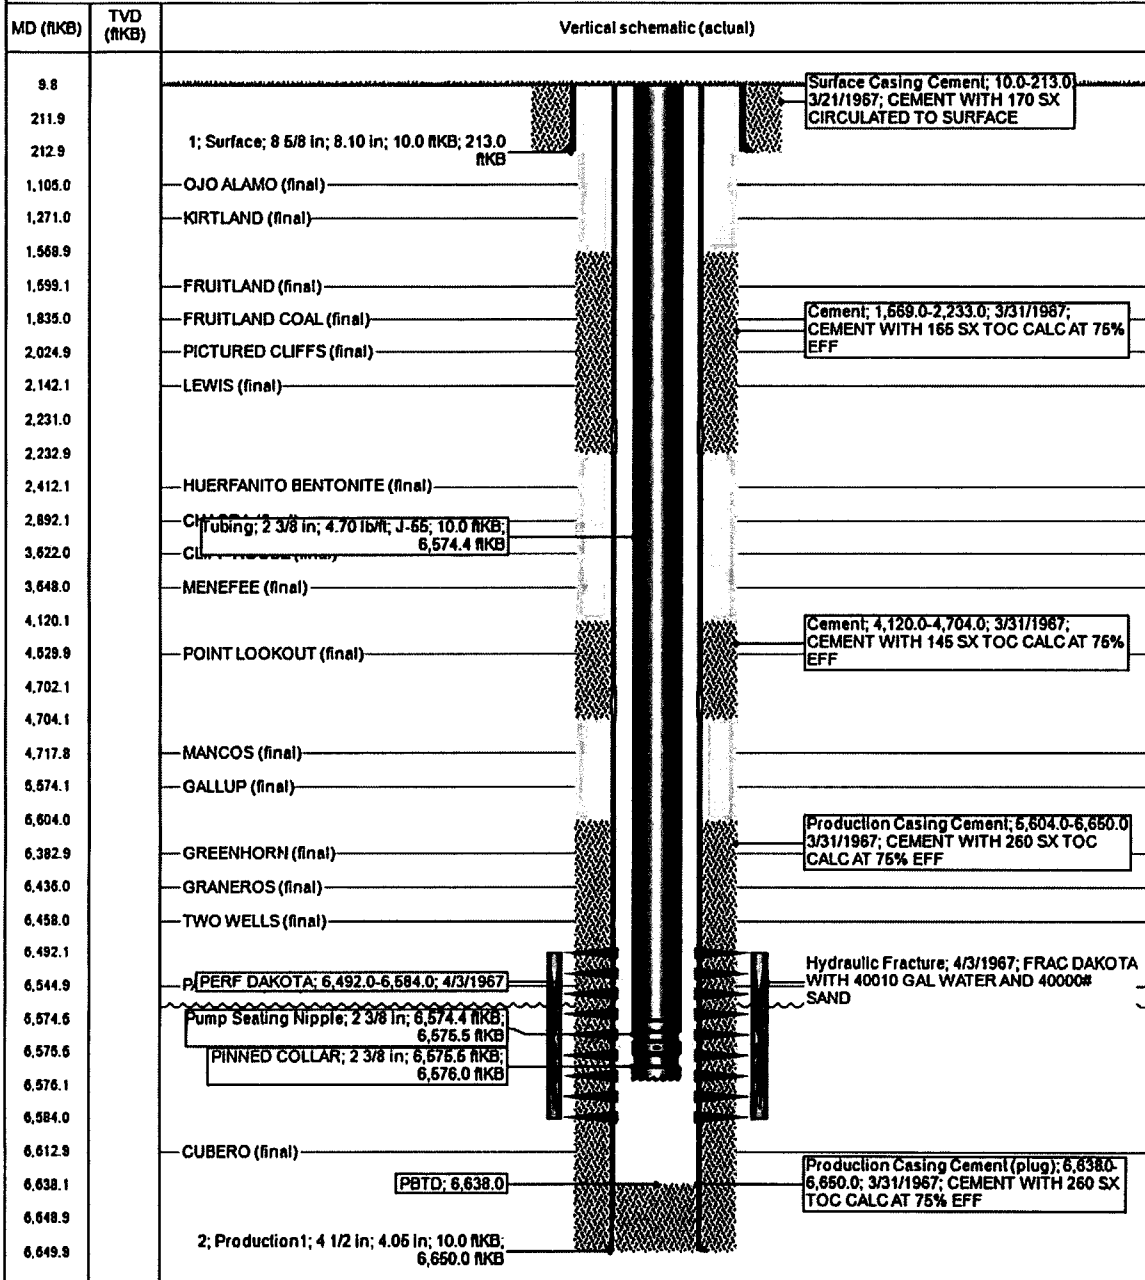 MD (ftKB)
TVD (ftKB)
Vertical schematic (actual)
9.8
211.9
212.9
1,105.0
1,271.0
1,568.9
1,599.1
1,835.0
2,024.9
2,142.1
2,231.0
2,232.9
2,412.1
2,892.1
3,622.0
3,648.0
4,120.1
4,529.9
4,702.1
4,704.1
4,717.8
5,574.1
5,604.0
6,382.9
6,436.0
6,458.0
6,492.1
6,544.9
6,574.5
6,575.5
6,576.1
6,584.0
6,612.9
6,638.1
6,648.9
6,649.9
1; Surface; 8 5/8 in; 8.10 in; 10.0 ftKB; 213.0
ftKB
OJO ALAMO (final)
KIRTLAND (final)
FRUITLAND (final)
FRUITLAND COAL (final)
PICTURED CLIFFS (final)
LEWIS (final)
HUERFANITO BENTONITE (final)
Tubing; 2 3/8 in; 4.70 lb/ft; J-55; 10.0 ftKB;
6,574.4 ftKB
MENEFEE (final)
POINT LOOKOUT (final)
MANCOS (final)
GALLUP (final)
GREENHORN (final)
GRANEROS (final)
TWO WELLS (final)
PERF DAKOTA; 6,492.0-6,584.0; 4/3/1967
Pump Seating Nipple; 2 3/8 in; 6,574.4 ftKB;
6,575.5 ftKB
PINNED COLLAR; 2 3/8 in; 6,575.5 ftKB;
6,576.0 ftKB
CUBERO (final)
PBTD; 6,638.0
2; Production1; 4 1/2 in; 4.05 in; 10.0 ftKB;
6,650.0 ftKB
Surface Casing Cement; 10.0-213.0;
3/21/1967; CEMENT WITH 170 SX
CIRCULATED TO SURFACE
Cement; 1,569.0-2,233.0; 3/31/1967;
CEMENT WITH 165 SX TOC CALC AT 75%
EFF
Cement; 4,120.0-4,704.0; 3/31/1967;
CEMENT WITH 145 SX TOC CALC AT 75%
EFF
Production Casing Cement; 5,604.0-6,650.0;
3/31/1967; CEMENT WITH 260 SX TOC
CALC AT 75% EFF
Hydraulic Fracture; 4/3/1967; FRAC DAKOTA
WITH 40010 GAL WATER AND 40000#
SAND
Production Casing Cement (plug); 6,638.0-
6,650.0; 3/31/1967; CEMENT WITH 260 SX
TOC CALC AT 75% EFF